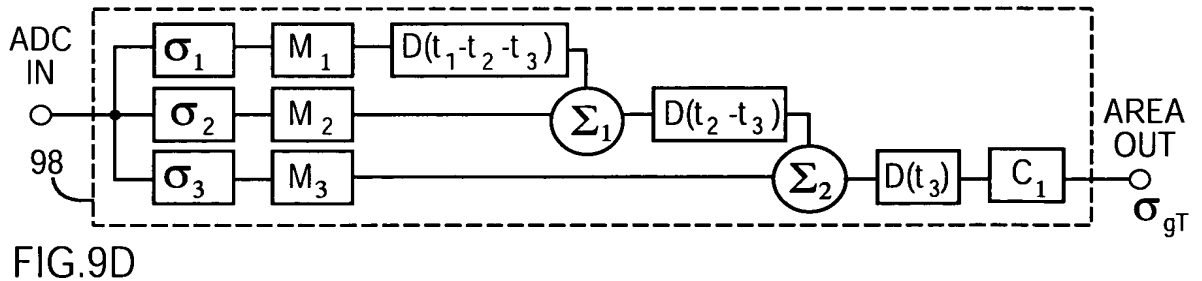 ADC
IN
σ₁ M₁ D(t₁-t₂-t₃)
σ₂ M₂ Σ₁ D(t₂-t₃)
AREA
OUT
98
σ₃ M₃ Σ₂ D(t₃) C₁
σgT
FIG.9D